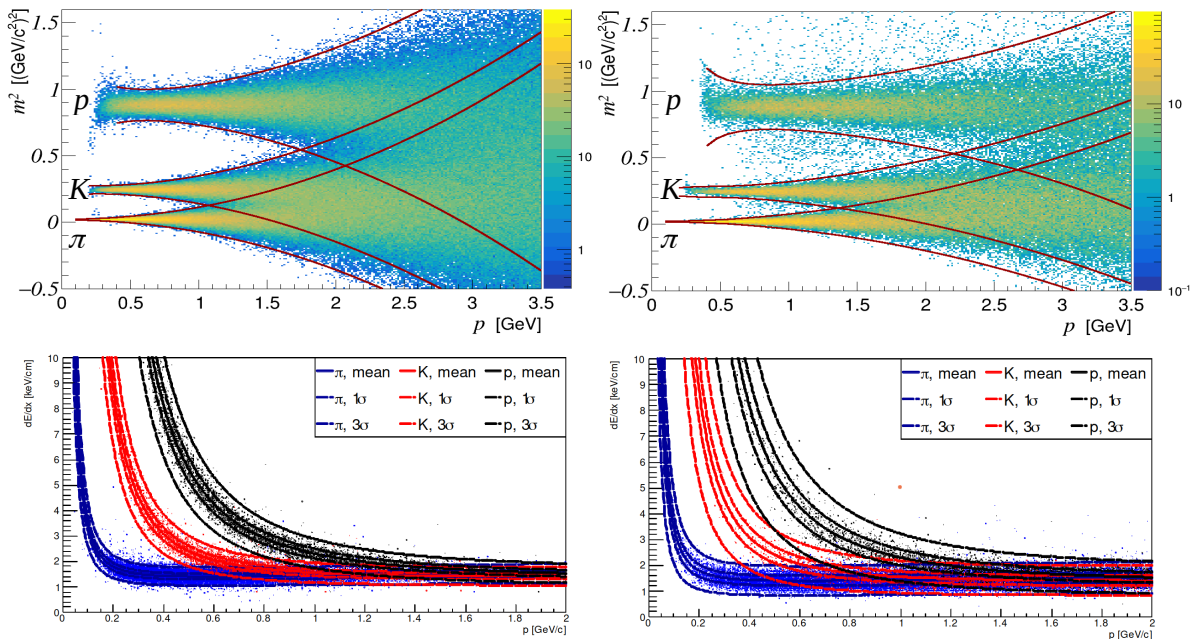 m² [(GeV/c²)²]
1.5
1
0.5
0
−0.5
p
K
π
0 0.5 1 1.5 2 2.5 3 3.5
p [GeV]
10
10
1
m² [(GeV/c²)²]
1.5
1
0.5
0
−0.5
p
K
π
0 0.5 1 1.5 2 2.5 3 3.5
p [GeV]
10
1
10⁻¹
dE/dx [keV/cm]
10
9
8
7
6
5
4
3
2
1
0
π, mean K, mean p, mean
π, 1σ K, 1σ p, 1σ
π, 3σ K, 3σ p, 3σ
0 0.2 0.4 0.6 0.8 1 1.2 1.4 1.6 1.8 2
p [GeV/c]
dE/dx [keV/cm]
10
9
8
7
6
5
4
3
2
1
0
π, mean K, mean p, mean
π, 1σ K, 1σ p, 1σ
π, 3σ K, 3σ p, 3σ
0 0.2 0.4 0.6 0.8 1 1.2 1.4 1.6 1.8 2
p [GeV/c]